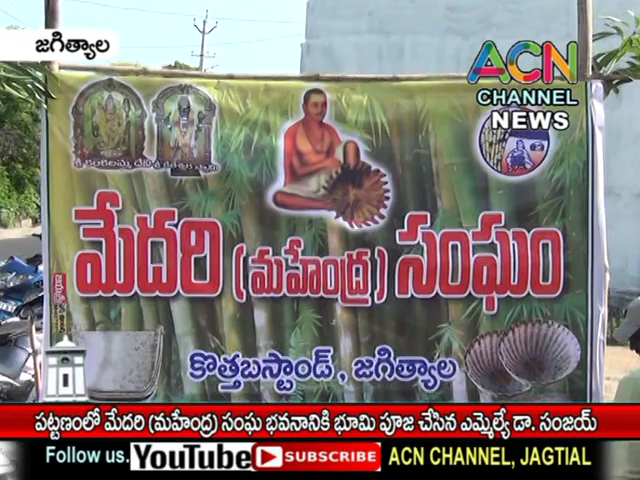 జగిత్యాల
ACN
CHANNEL
NEWS
మేదరి (మహేంద్ర) సంఘం
కొత్తబస్టాండ్, జగిత్యాల
పట్టణంలో మేదరి (మహేంద్ర) సంఘ భవనానికి భూమి పూజ చేసిన ఎమ్మెల్యే డా. సంజయ్
Follow us. YouTube SUBSCRIBE ACN CHANNEL, JAGTIAL